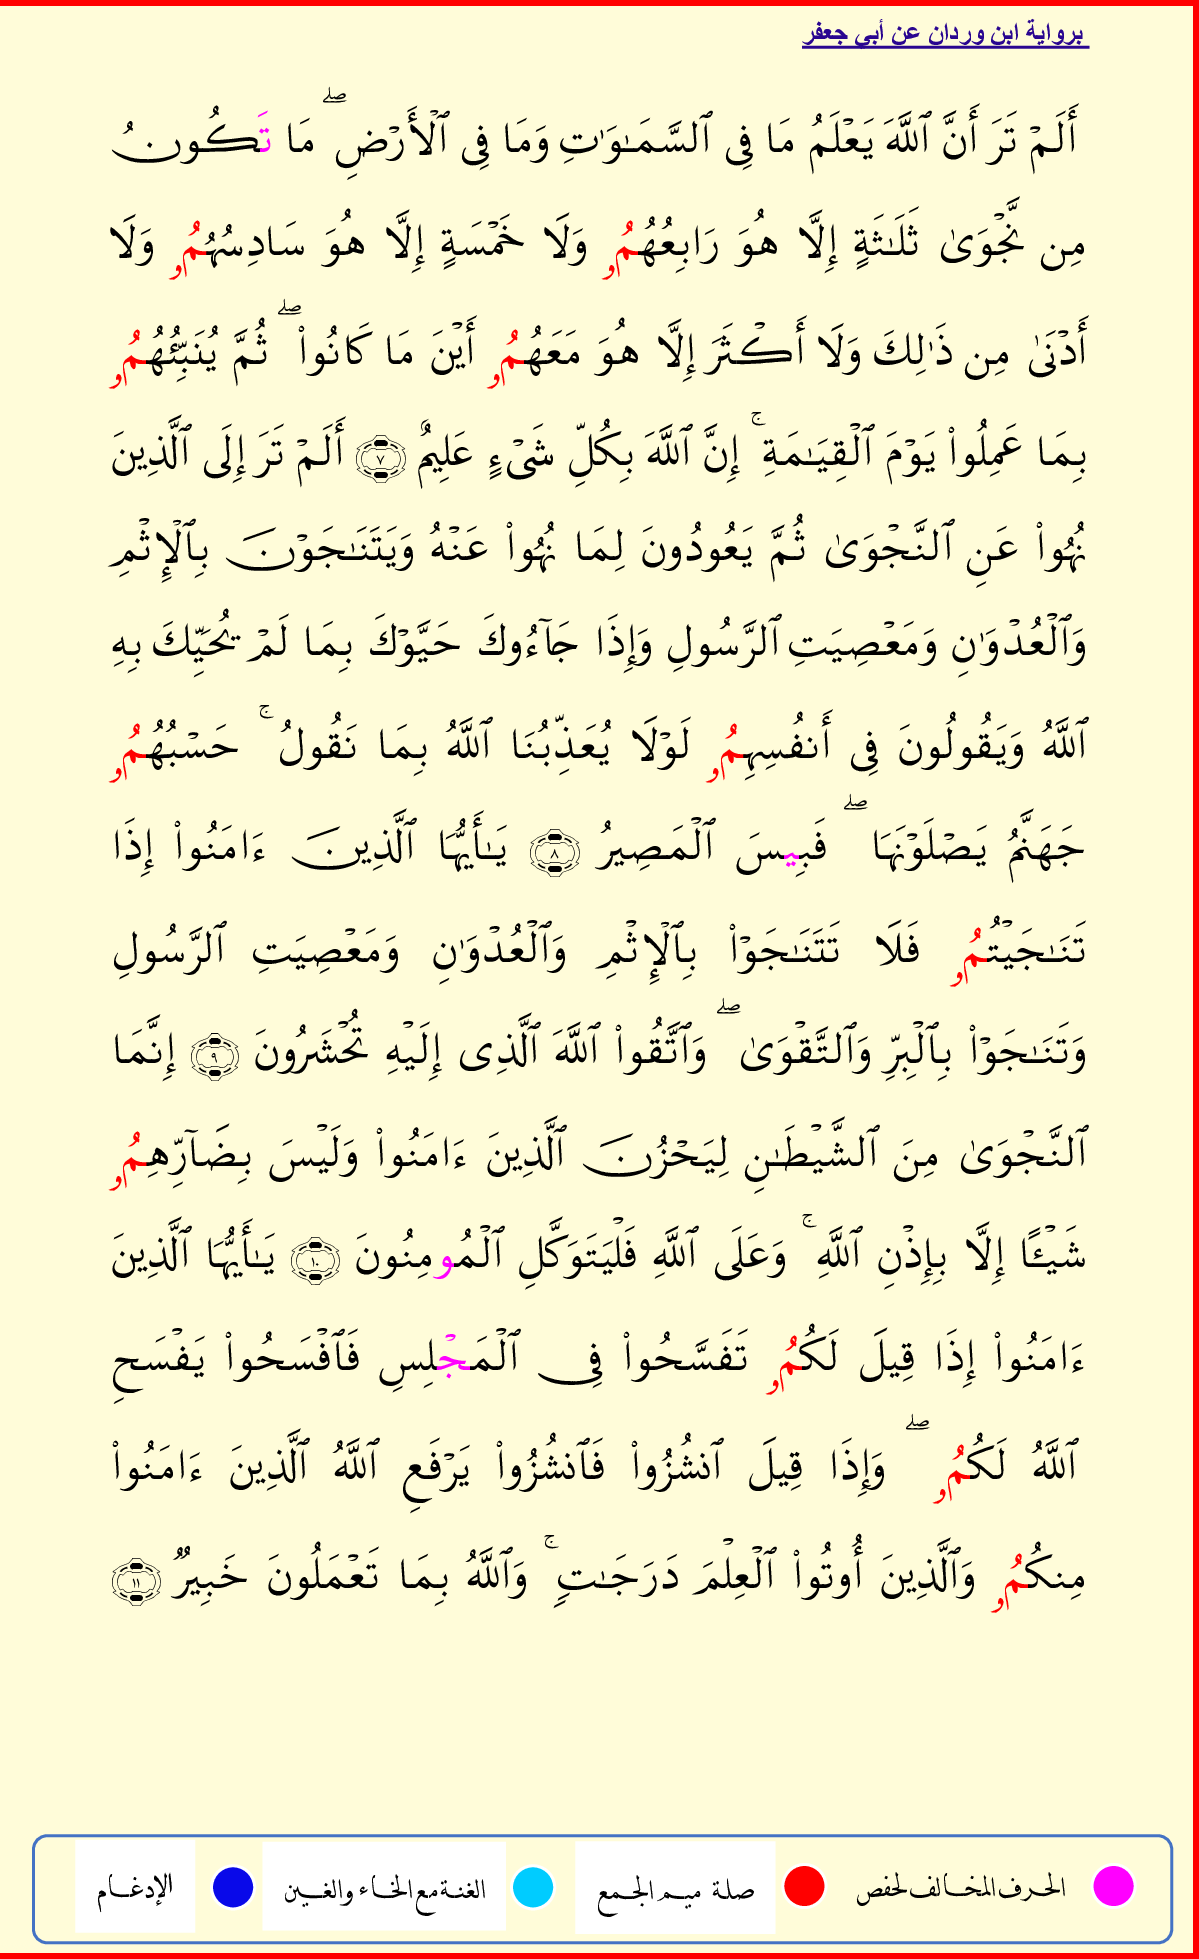 برواية ابن وردان عن أبي جعفر
أَلَمْ تَرَ أَنَّ ٱللَّهَ يَعْلَمُ مَا فِى ٱلسَّمَٰوَٰتِ وَمَا فِى ٱلْأَرْضِ ۖ مَا تَكُونُ
مِن نَّجْوَىٰ ثَلَٰثَةٍ إِلَّا هُوَ رَابِعُهُمُۥ وَلَا خَمْسَةٍ إِلَّا هُوَ سَادِسُهُمُۥ وَلَا
أَدْنَىٰ مِن ذَٰلِكَ وَلَا أَكْثَرَ إِلَّا هُوَ مَعَهُمُۥ أَيْنَ مَا كَانُوا۟ ۖ ثُمَّ يُنَبِّئُهُمُۥ
بِمَا عَمِلُوا۟ يَوْمَ ٱلْقِيَٰمَةِ ۚ إِنَّ ٱللَّهَ بِكُلِّ شَىْءٍ عَلِيمٌ ٧ أَلَمْ تَرَ إِلَى ٱلَّذِينَ
نُهُوا۟ عَنِ ٱلنَّجْوَىٰ ثُمَّ يَعُودُونَ لِمَا نُهُوا۟ عَنْهُ وَيَتَنَٰجَوْنَ بِٱلْإِثْمِ
وَٱلْعُدْوَٰنِ وَمَعْصِيَتِ ٱلرَّسُولِ وَإِذَا جَآءُوكَ حَيَّوْكَ بِمَا لَمْ يُحَيِّكَ بِهِ
ٱللَّهُ وَيَقُولُونَ فِى أَنفُسِهِمُۥ لَوْلَا يُعَذِّبُنَا ٱللَّهُ بِمَا نَقُولُ ۚ حَسْبُهُمُۥ
جَهَنَّمُ يَصْلَوْنَهَا ۖ فَبِيسَ ٱلْمَصِيرُ ٨ يَٰأَيُّهَا ٱلَّذِينَ ءَامَنُوا۟ إِذَا
تَنَٰجَيْتُمُۥ فَلَا تَتَنَٰجَوْا۟ بِٱلْإِثْمِ وَٱلْعُدْوَٰنِ وَمَعْصِيَتِ ٱلرَّسُولِ
وَتَنَٰجَوْا۟ بِٱلْبِرِّ وَٱلتَّقْوَىٰ ۖ وَٱتَّقُوا۟ ٱللَّهَ ٱلَّذِى إِلَيْهِ تُحْشَرُونَ ٩ إِنَّمَا
ٱلنَّجْوَىٰ مِنَ ٱلشَّيْطَٰنِ لِيَحْزُنَ ٱلَّذِينَ ءَامَنُوا۟ وَلَيْسَ بِضَآرِّهِمُۥ
شَيْـًٔا إِلَّا بِإِذْنِ ٱللَّهِ ۚ وَعَلَى ٱللَّهِ فَلْيَتَوَكَّلِ ٱلْمُومِنُونَ ١٠ يَٰأَيُّهَا ٱلَّذِينَ
ءَامَنُوا۟ إِذَا قِيلَ لَكُمُۥ تَفَسَّحُوا۟ فِى ٱلْمَجْلِسِ فَٱفْسَحُوا۟ يَفْسَحِ
ٱللَّهُ لَكُمُۥ ۖ وَإِذَا قِيلَ ٱنشُزُوا۟ فَٱنشُزُوا۟ يَرْفَعِ ٱللَّهُ ٱلَّذِينَ ءَامَنُوا۟
مِنكُمُۥ وَٱلَّذِينَ أُوتُوا۟ ٱلْعِلْمَ دَرَجَٰتٍ ۚ وَٱللَّهُ بِمَا تَعْمَلُونَ خَبِيرٌ ١١
الحرف المخالف لحفص صلة ميم الجمع الغنة مع الخاء والغين الإدغام